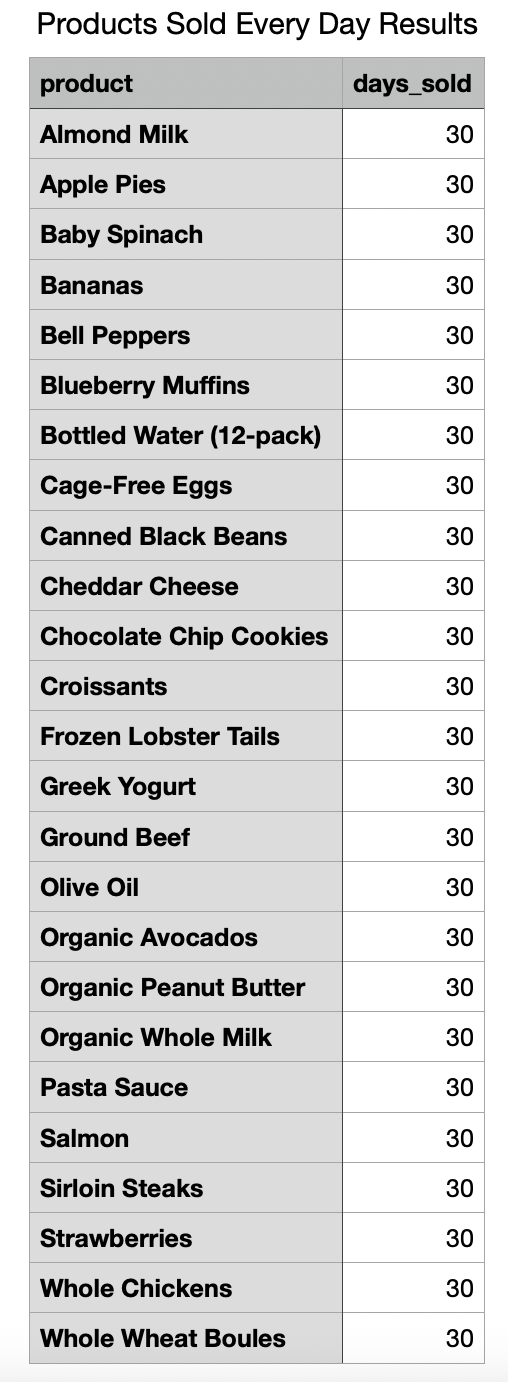 Products Sold Every Day Results
product days_sold
Almond Milk 30
Apple Pies 30
Baby Spinach 30
Bananas 30
Bell Peppers 30
Blueberry Muffins 30
Bottled Water (12-pack) 30
Cage-Free Eggs 30
Canned Black Beans 30
Cheddar Cheese 30
Chocolate Chip Cookies 30
Croissants 30
Frozen Lobster Tails 30
Greek Yogurt 30
Ground Beef 30
Olive Oil 30
Organic Avocados 30
Organic Peanut Butter 30
Organic Whole Milk 30
Pasta Sauce 30
Salmon 30
Sirloin Steaks 30
Strawberries 30
Whole Chickens 30
Whole Wheat Boules 30